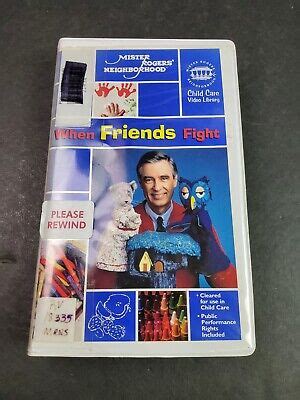 MISTER
ROGERS'
NEIGHBORHOOD®
Child Care
Video Library
When Friends Fight
PLEASE
REWIND
• Cleared
for use in
Child Care
• Public
Performance
Rights
Included